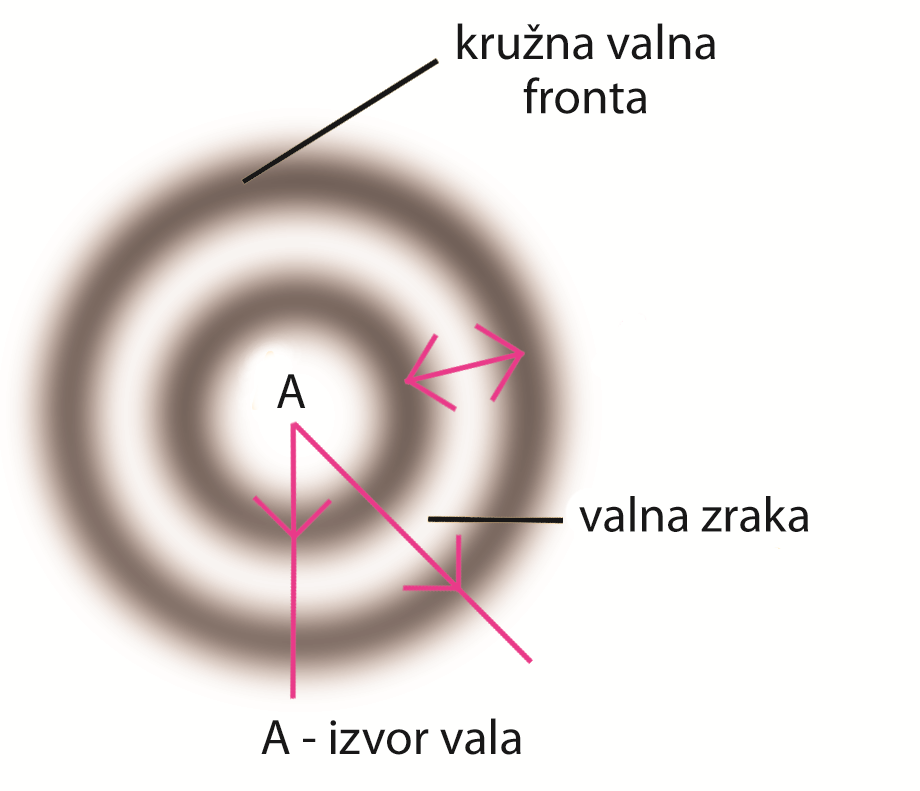 kružna valna
fronta
A
valna zraka
A - izvor vala